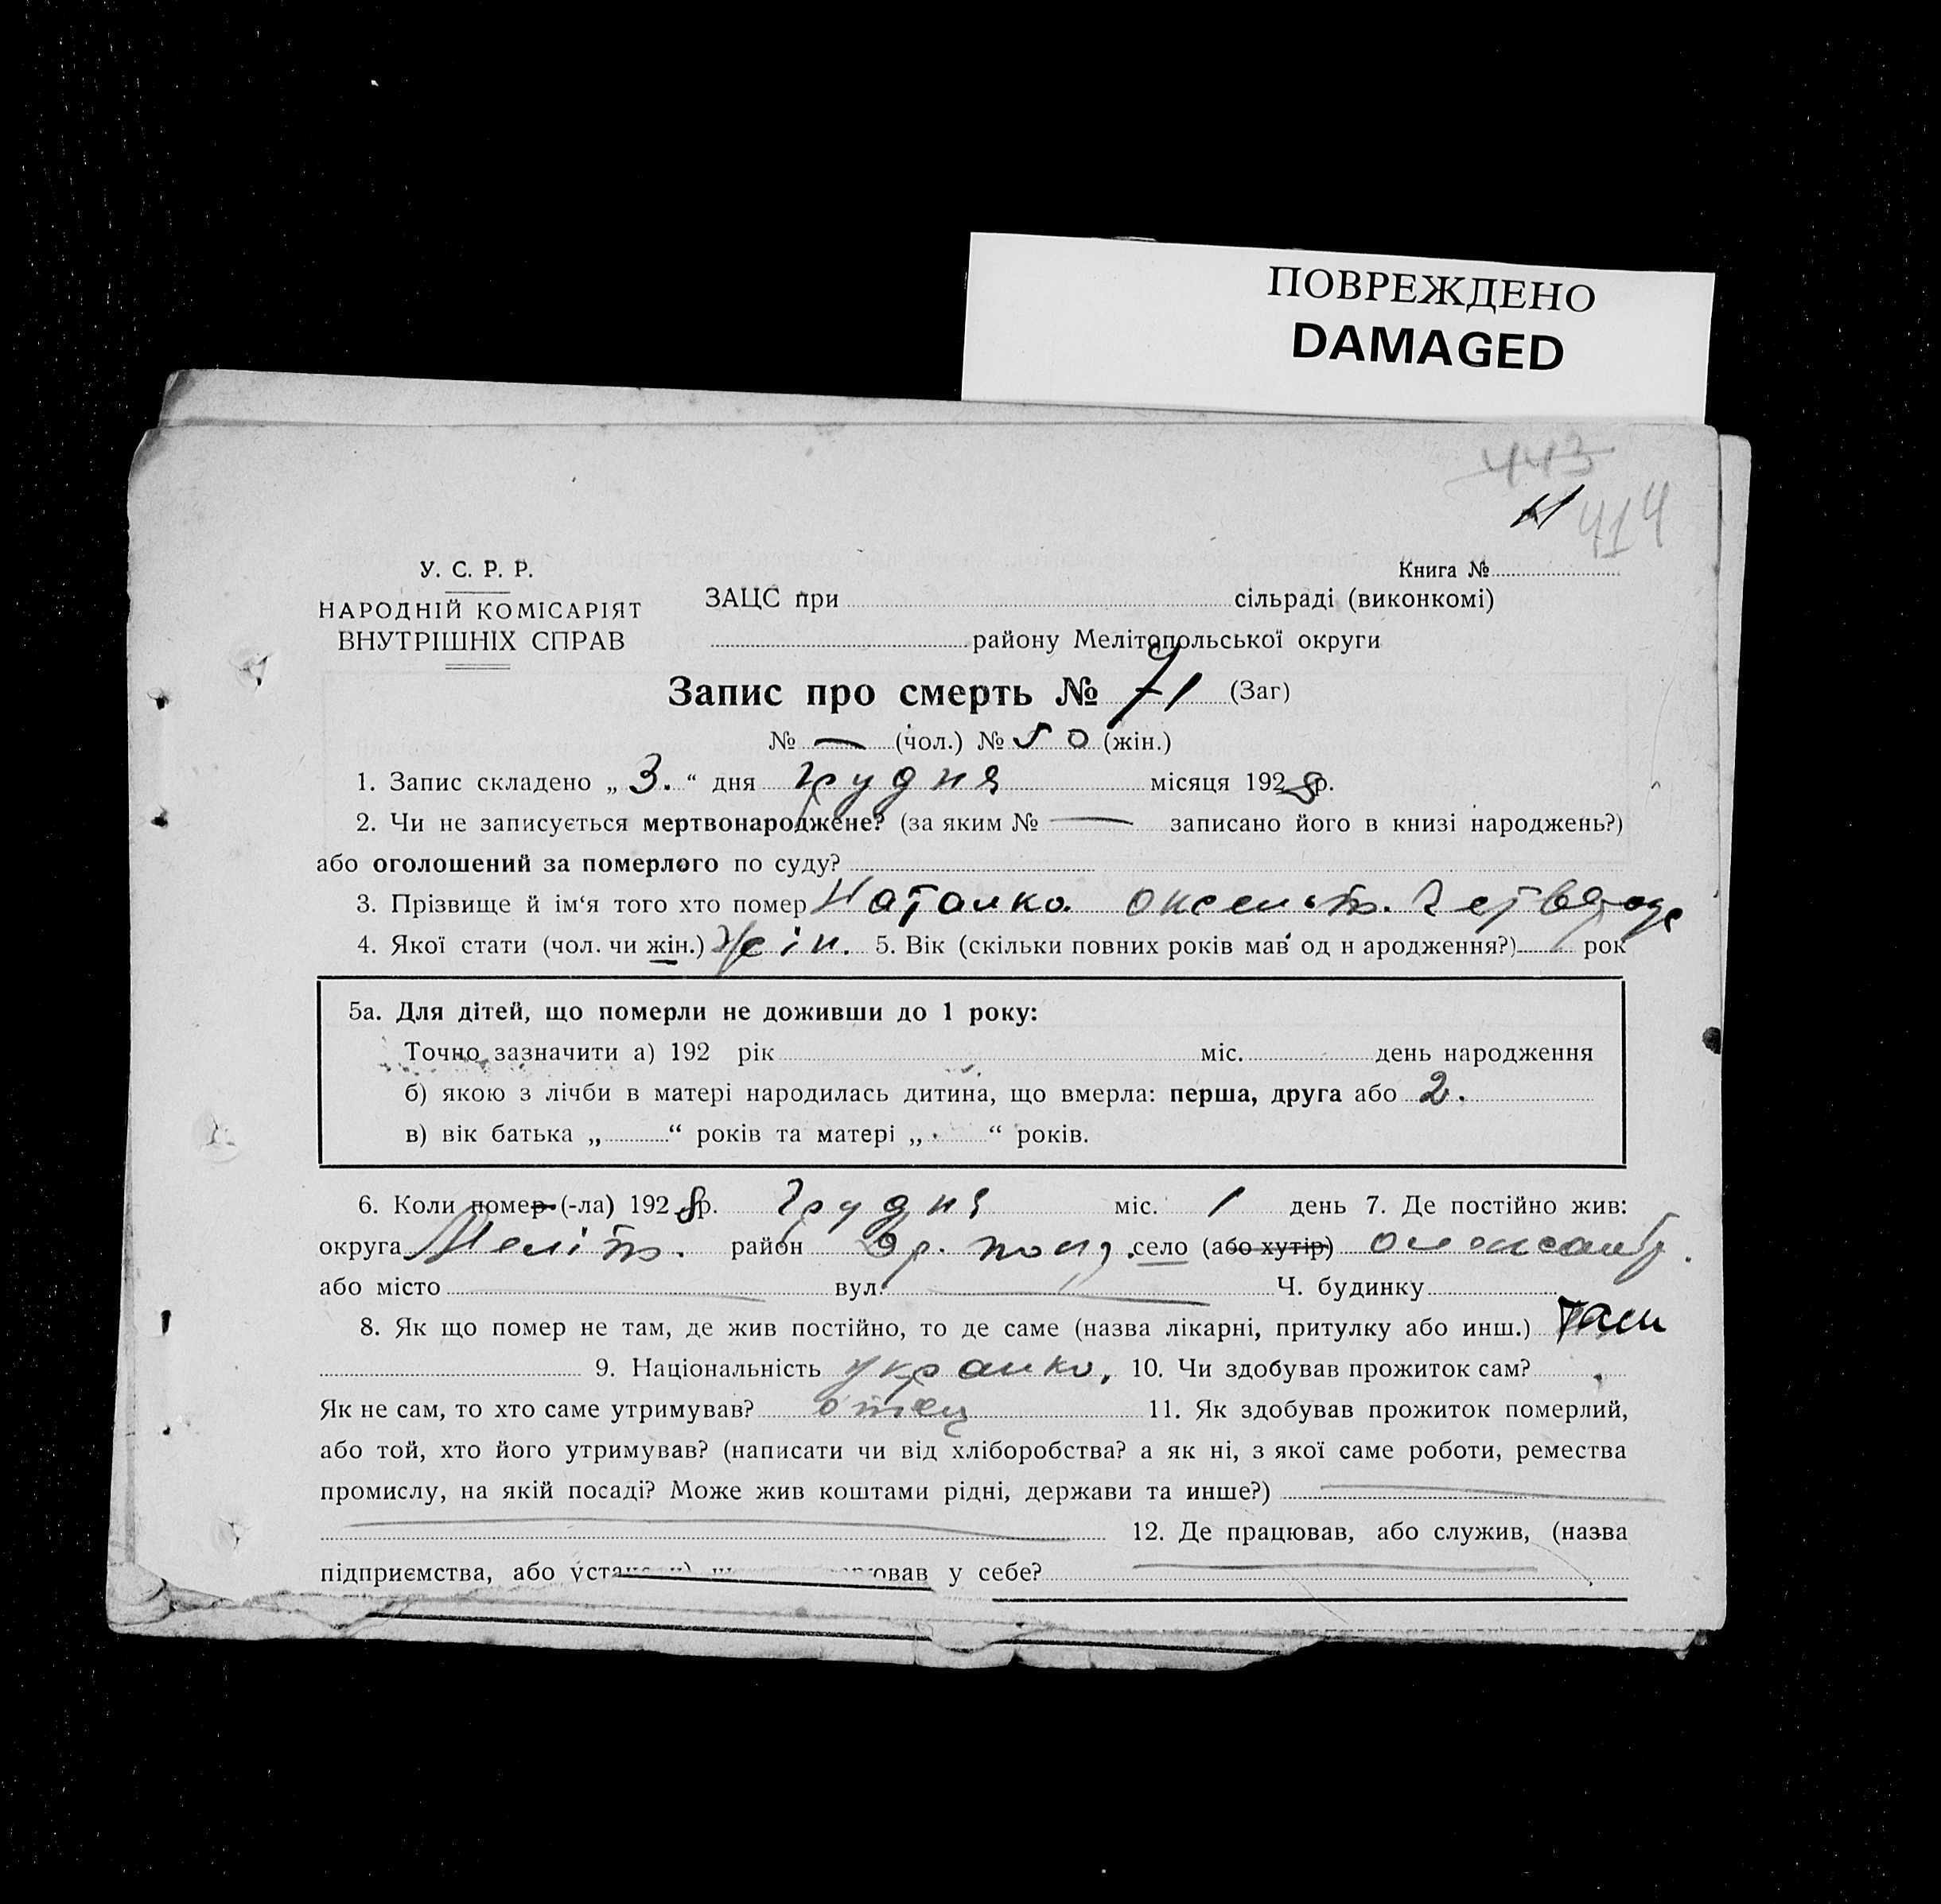 ПОВРЕЖДЕНО
DAMAGED
443
414
У. С. Р. Р.
НАРОДНІЙ КОМІСАРІЯТ
ВНУТРІШНІХ СПРАВ
Книга №
ЗАЦС при сільраді (виконкомі)
району Мелітопольської округи
Запис про смерть № 71 (Заг)
№ — (чол.) № 50 (жін.)
1. Запис складено „ 3. “ дня грудня місяця 1928 р.
2. Чи не записується мертвонароджене? (за яким № — записано його в книзі народжень?)
або оголошений за померлого по суду?
3. Прізвище й ім‘я того хто помер Наталка
4. Якої стати (чол. чи жін.) жін. 5. Вік (скільки повних років мав од н ародження?) рок
5а. Для дітей, що померли не доживши до 1 року:
Точно зазначити а) 192 рік міс. день народження
б) якою з лічби в матері народилась дитина, що вмерла: перша, друга або 2.
в) вік батька „ “ років та матері „ “ років.
6. Коли помер (-ла) 1928 р. грудня міс. 1 день 7. Де постійно жив:
округа Меліт. район село (або хутір)
або місто вул. Ч. будинку
8. Як що помер не там, де жив постійно, то де саме (назва лікарні, притулку або инш.) там
9. Національність украінка, 10. Чи здобував прожиток сам?
Як не сам, то хто саме утримував? отец 11. Як здобував прожиток померлий,
або той, хто його утримував? (написати чи від хліборобства? а як ні, з якої саме роботи, ремества
промислу, на якій посаді? Може жив коштами рідні, держави та инше?)
12. Де працював, або служив, (назва
підприємства, або у себе?